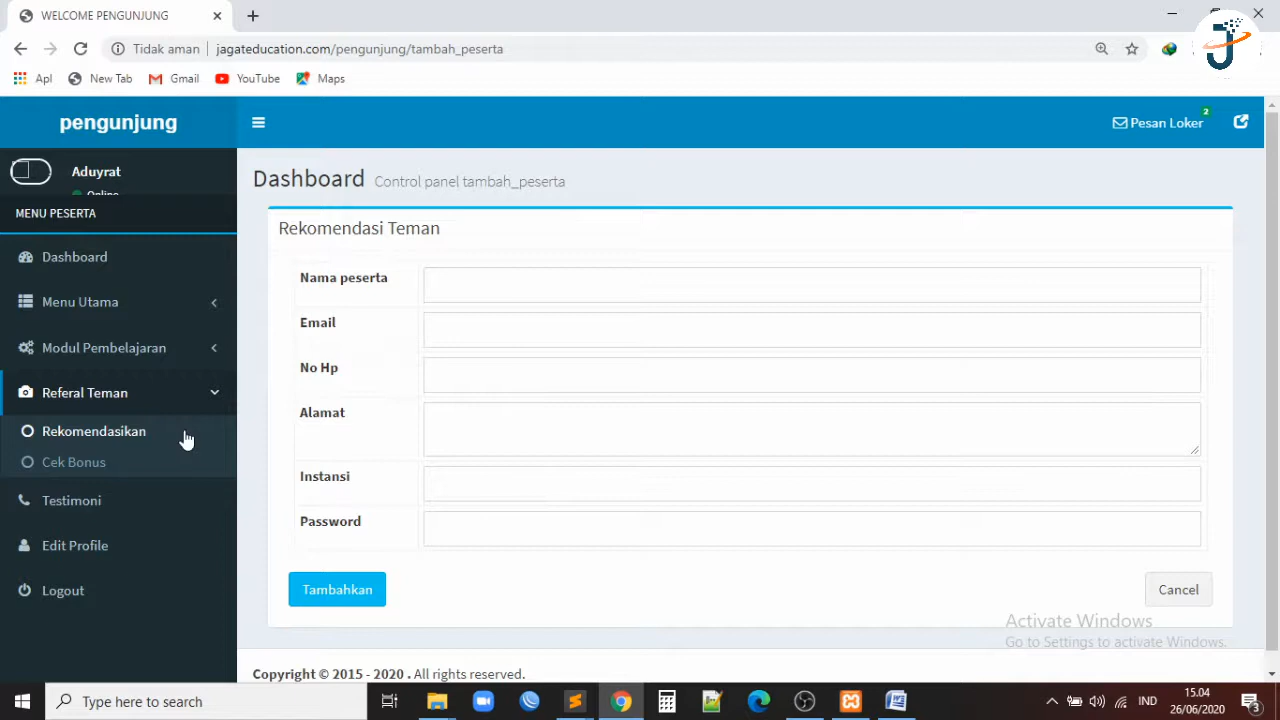 WELCOME PENGUNJUNG
Tidak aman jagateducation.com/pengunjung/tambah_peserta
Apl New Tab Gmail YouTube Maps
pengunjung
Pesan Loker 2
Aduyrat
Online
MENU PESERTA
Dashboard
Menu Utama
Modul Pembelajaran
Referal Teman
Rekomendasikan
Cek Bonus
Testimoni
Edit Profile
Logout
Dashboard Control panel tambah_peserta
Rekomendasi Teman
Nama peserta
Email
No Hp
Alamat
Instansi
Password
Tambahkan Cancel
Activate Windows
Go to Settings to activate Windows.
Copyright © 2015 - 2020 . All rights reserved.
Type here to search
IND
15.04
26/06/2020
3